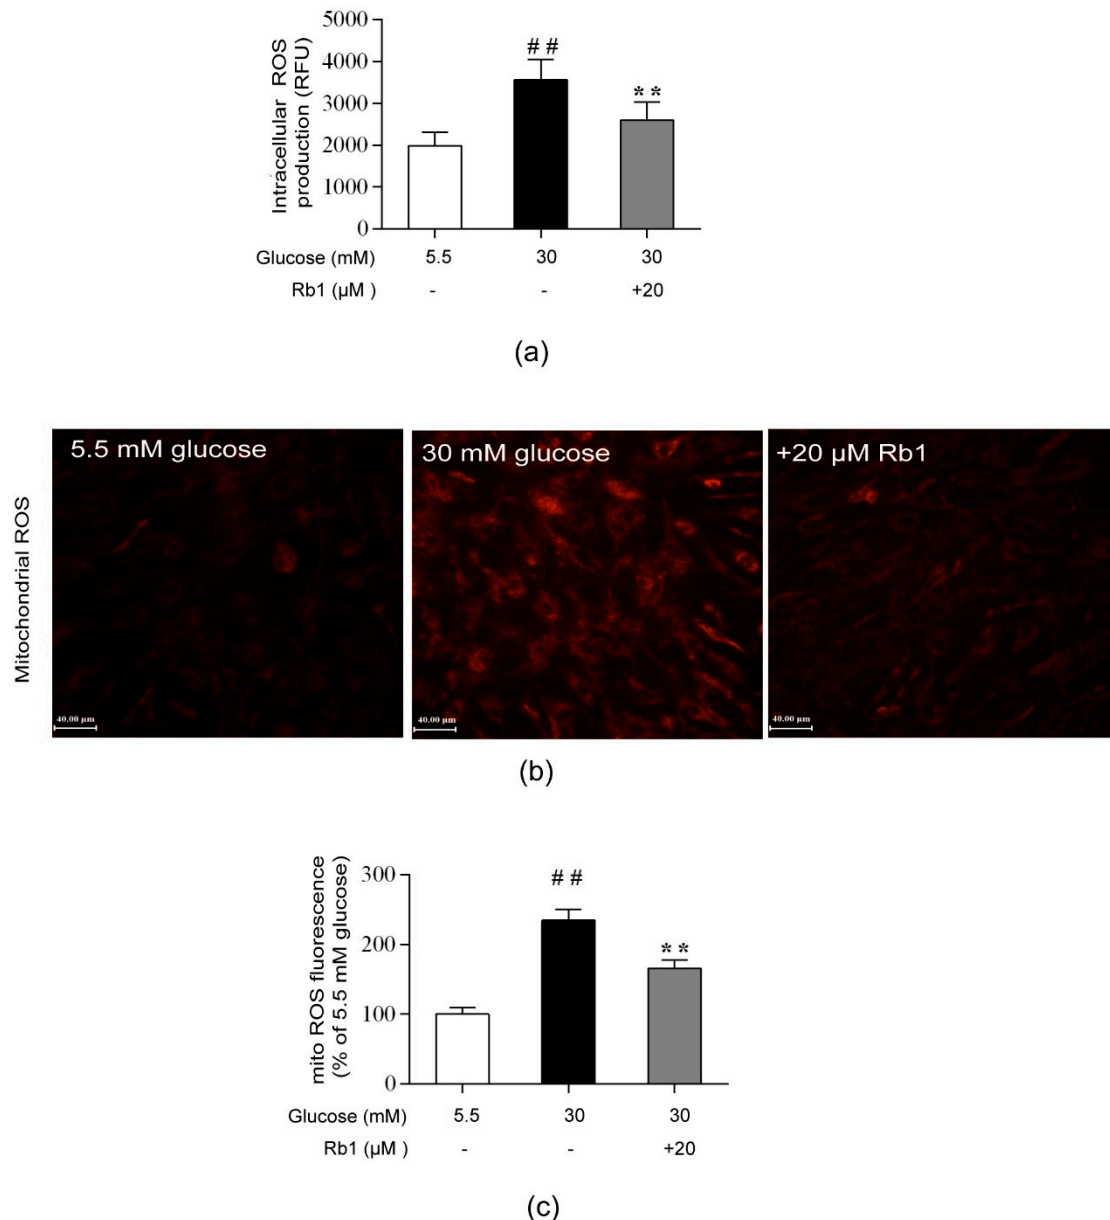 Intracellular ROS
production (RFU)
5000
4000
3000
2000
1000
0
# #
* *
Glucose (mM) 5.5 30 30
Rb1 (µM ) - - +20
(a)
Mitochondrial ROS
5.5 mM glucose
30 mM glucose
+20 µM Rb1
40.00 µm
40.00 µm
40.00 µm
(b)
mito ROS fluorescence
(% of 5.5 mM glucose)
300
200
100
0
# #
* *
Glucose (mM) 5.5 30 30
Rb1 (µM ) - - +20
(c)